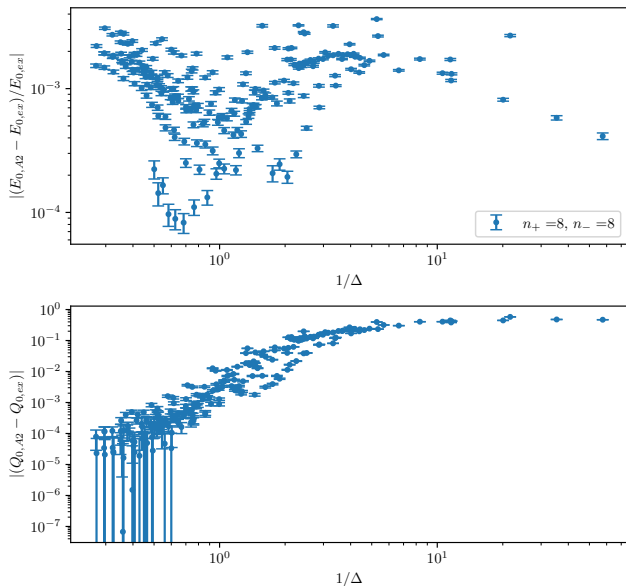 |(E_{0,A2} − E_{0,ex})/E_{0,ex}|
10^{−3}
10^{−4}
n_+ =8, n_− =8
10^0 10^1
1/Δ
|(Q_{0,A2} − Q_{0,ex})|
10^0
10^{−1}
10^{−2}
10^{−3}
10^{−4}
10^{−5}
10^{−6}
10^{−7}
10^0 10^1
1/Δ